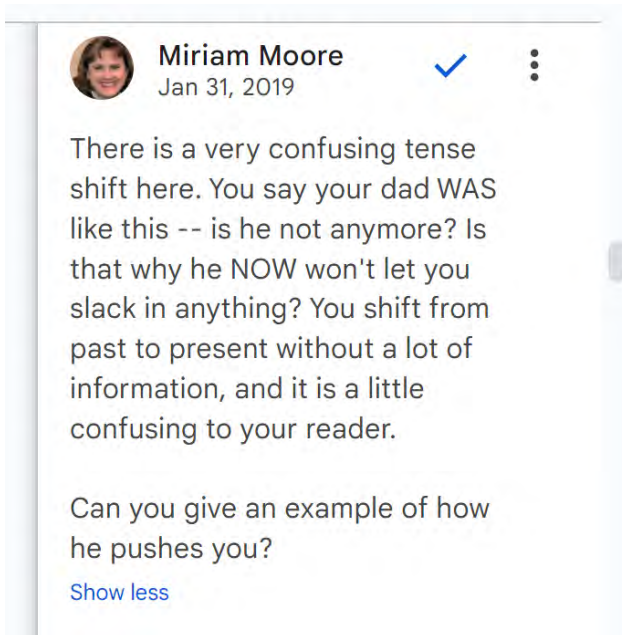 Miriam Moore
Jan 31, 2019
There is a very confusing tense
shift here. You say your dad WAS
like this -- is he not anymore? Is
that why he NOW won't let you
slack in anything? You shift from
past to present without a lot of
information, and it is a little
confusing to your reader.
Can you give an example of how
he pushes you?
Show less